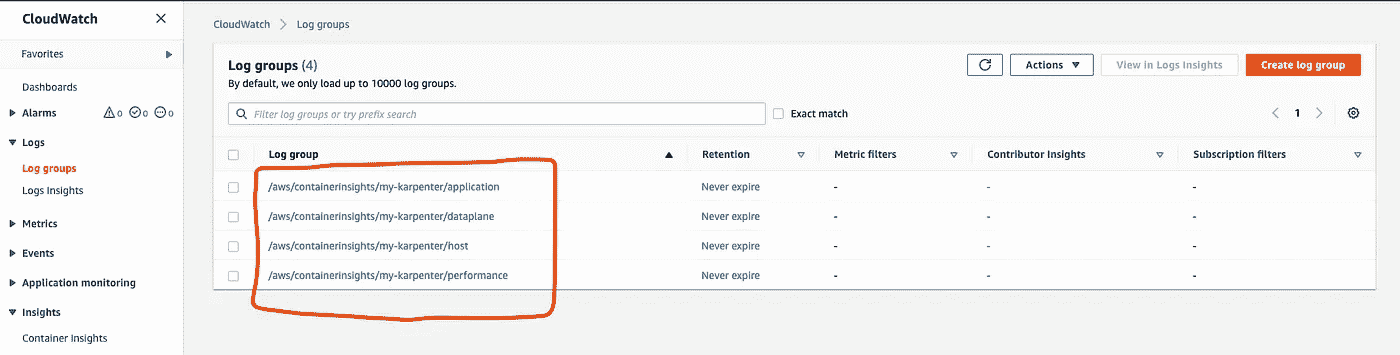 CloudWatch
Favorites
Dashboards
Alarms 0 0 0
Logs
Log groups
Logs Insights
Metrics
Events
Application monitoring
Insights
Container Insights
CloudWatch > Log groups
Log groups (4)
By default, we only load up to 10000 log groups.
Actions
View in Logs Insights
Create log group
Filter log groups or try prefix search
Exact match
1
Log group Retention Metric filters Contributor Insights Subscription filters
/aws/containerinsights/my-karpenter/application Never expire - - -
/aws/containerinsights/my-karpenter/dataplane Never expire - - -
/aws/containerinsights/my-karpenter/host Never expire - - -
/aws/containerinsights/my-karpenter/performance Never expire - - -